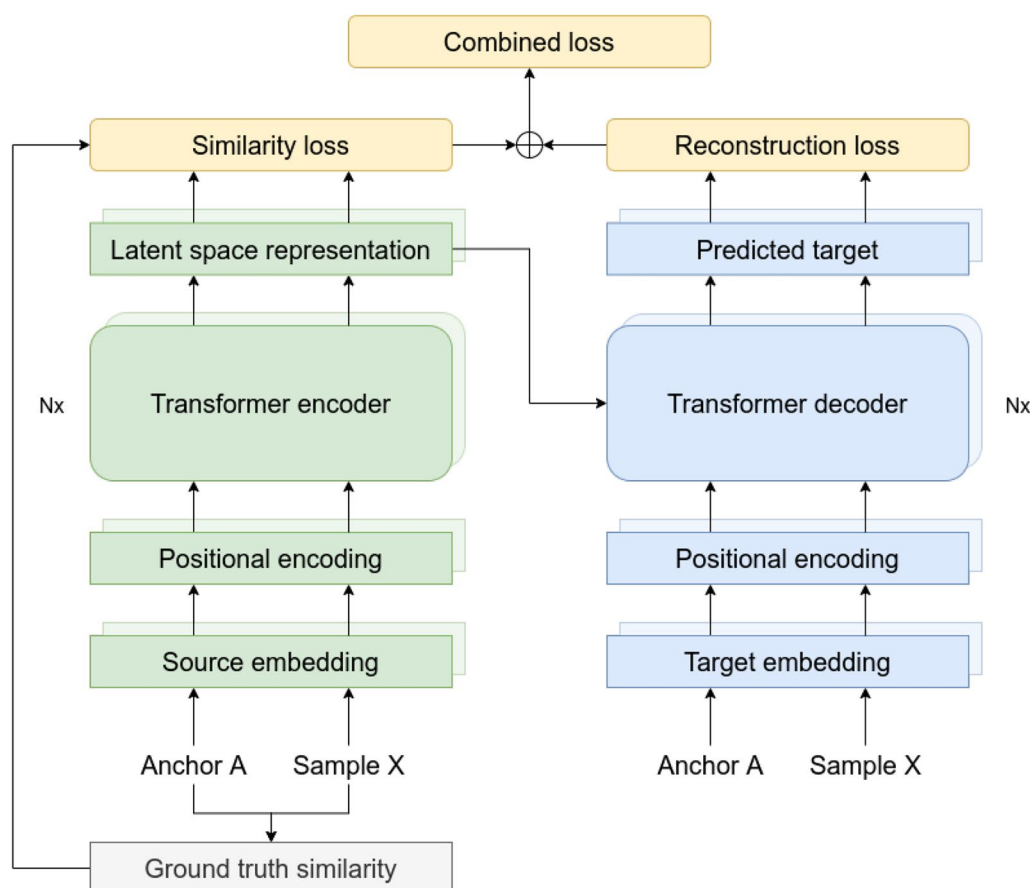 Combined loss
Similarity loss
Reconstruction loss
Latent space representation
Predicted target
Nx
Transformer encoder
Transformer decoder
Nx
Positional encoding
Positional encoding
Source embedding
Target embedding
Anchor A
Sample X
Anchor A
Sample X
Ground truth similarity